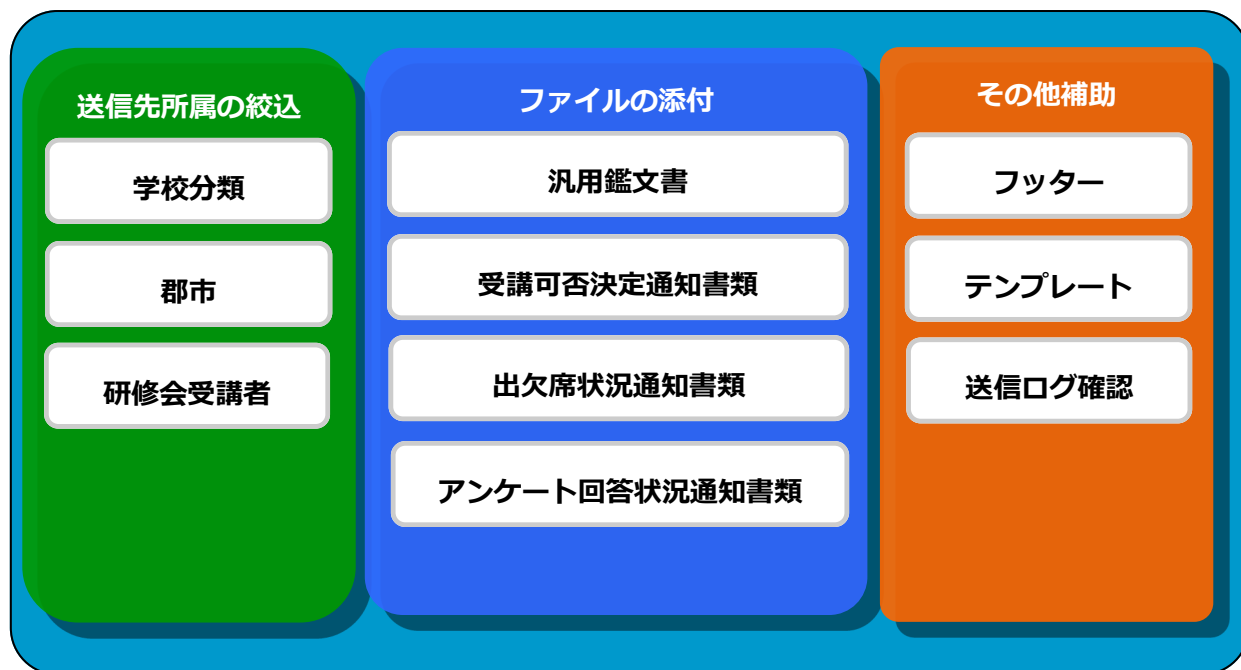 送信先所属の絞込
学校分類
郡市
研修会受講者
ファイルの添付
汎用鑑文書
受講可否決定通知書類
出欠席状況通知書類
アンケート回答状況通知書類
その他補助
フッター
テンプレート
送信ログ確認